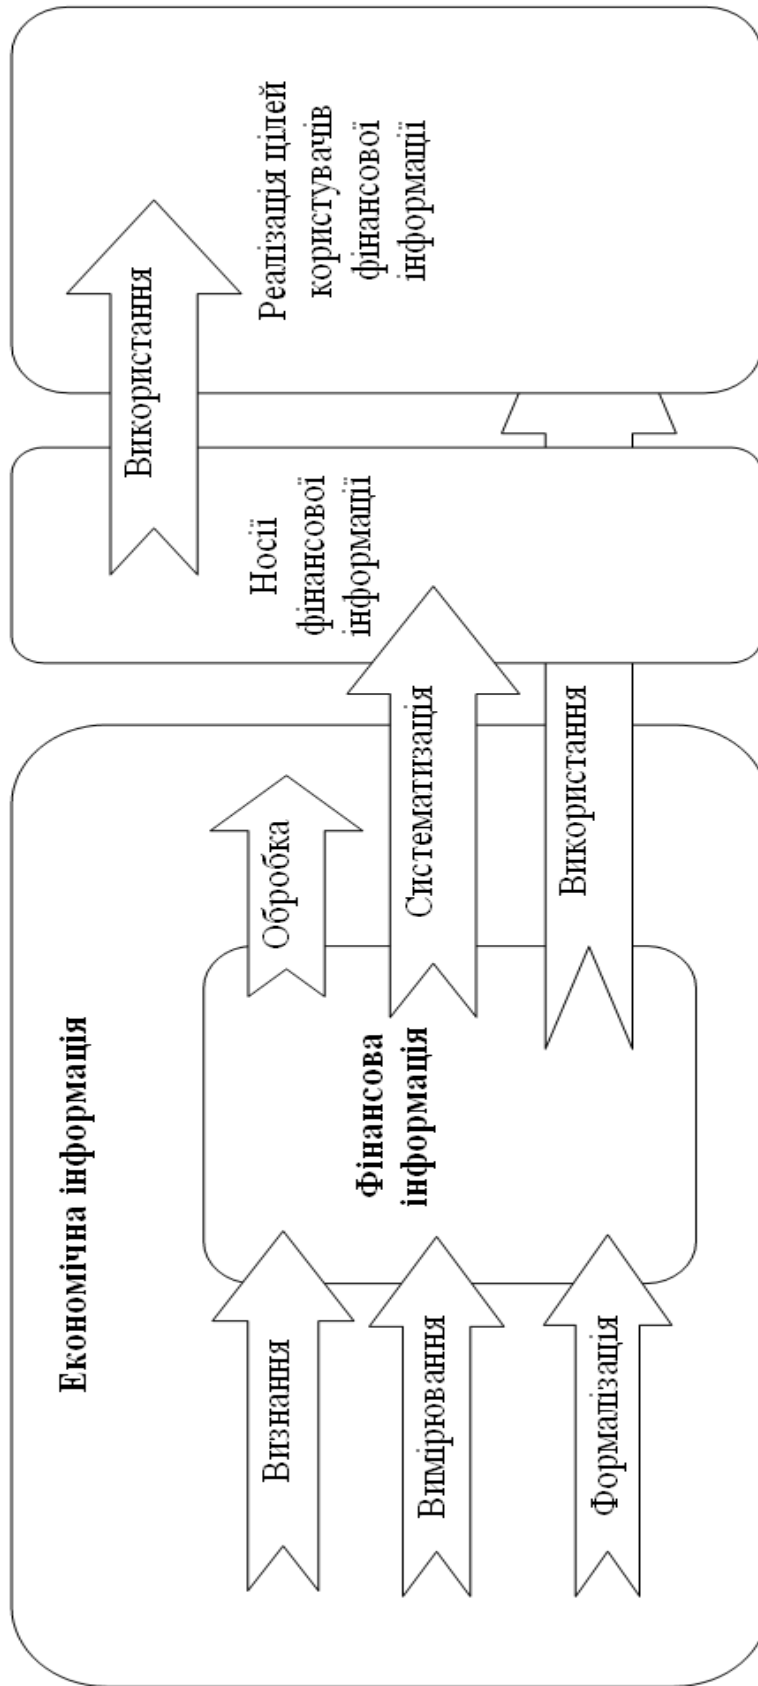 Економічна інформація
Визнання
Вимірювання
Формалізація
Фінансова
інформація
Обробка
Систематизація
Використання
Носії
фінансової
інформації
Використання
Реалізація цілей
користувачів
фінансової
інформації